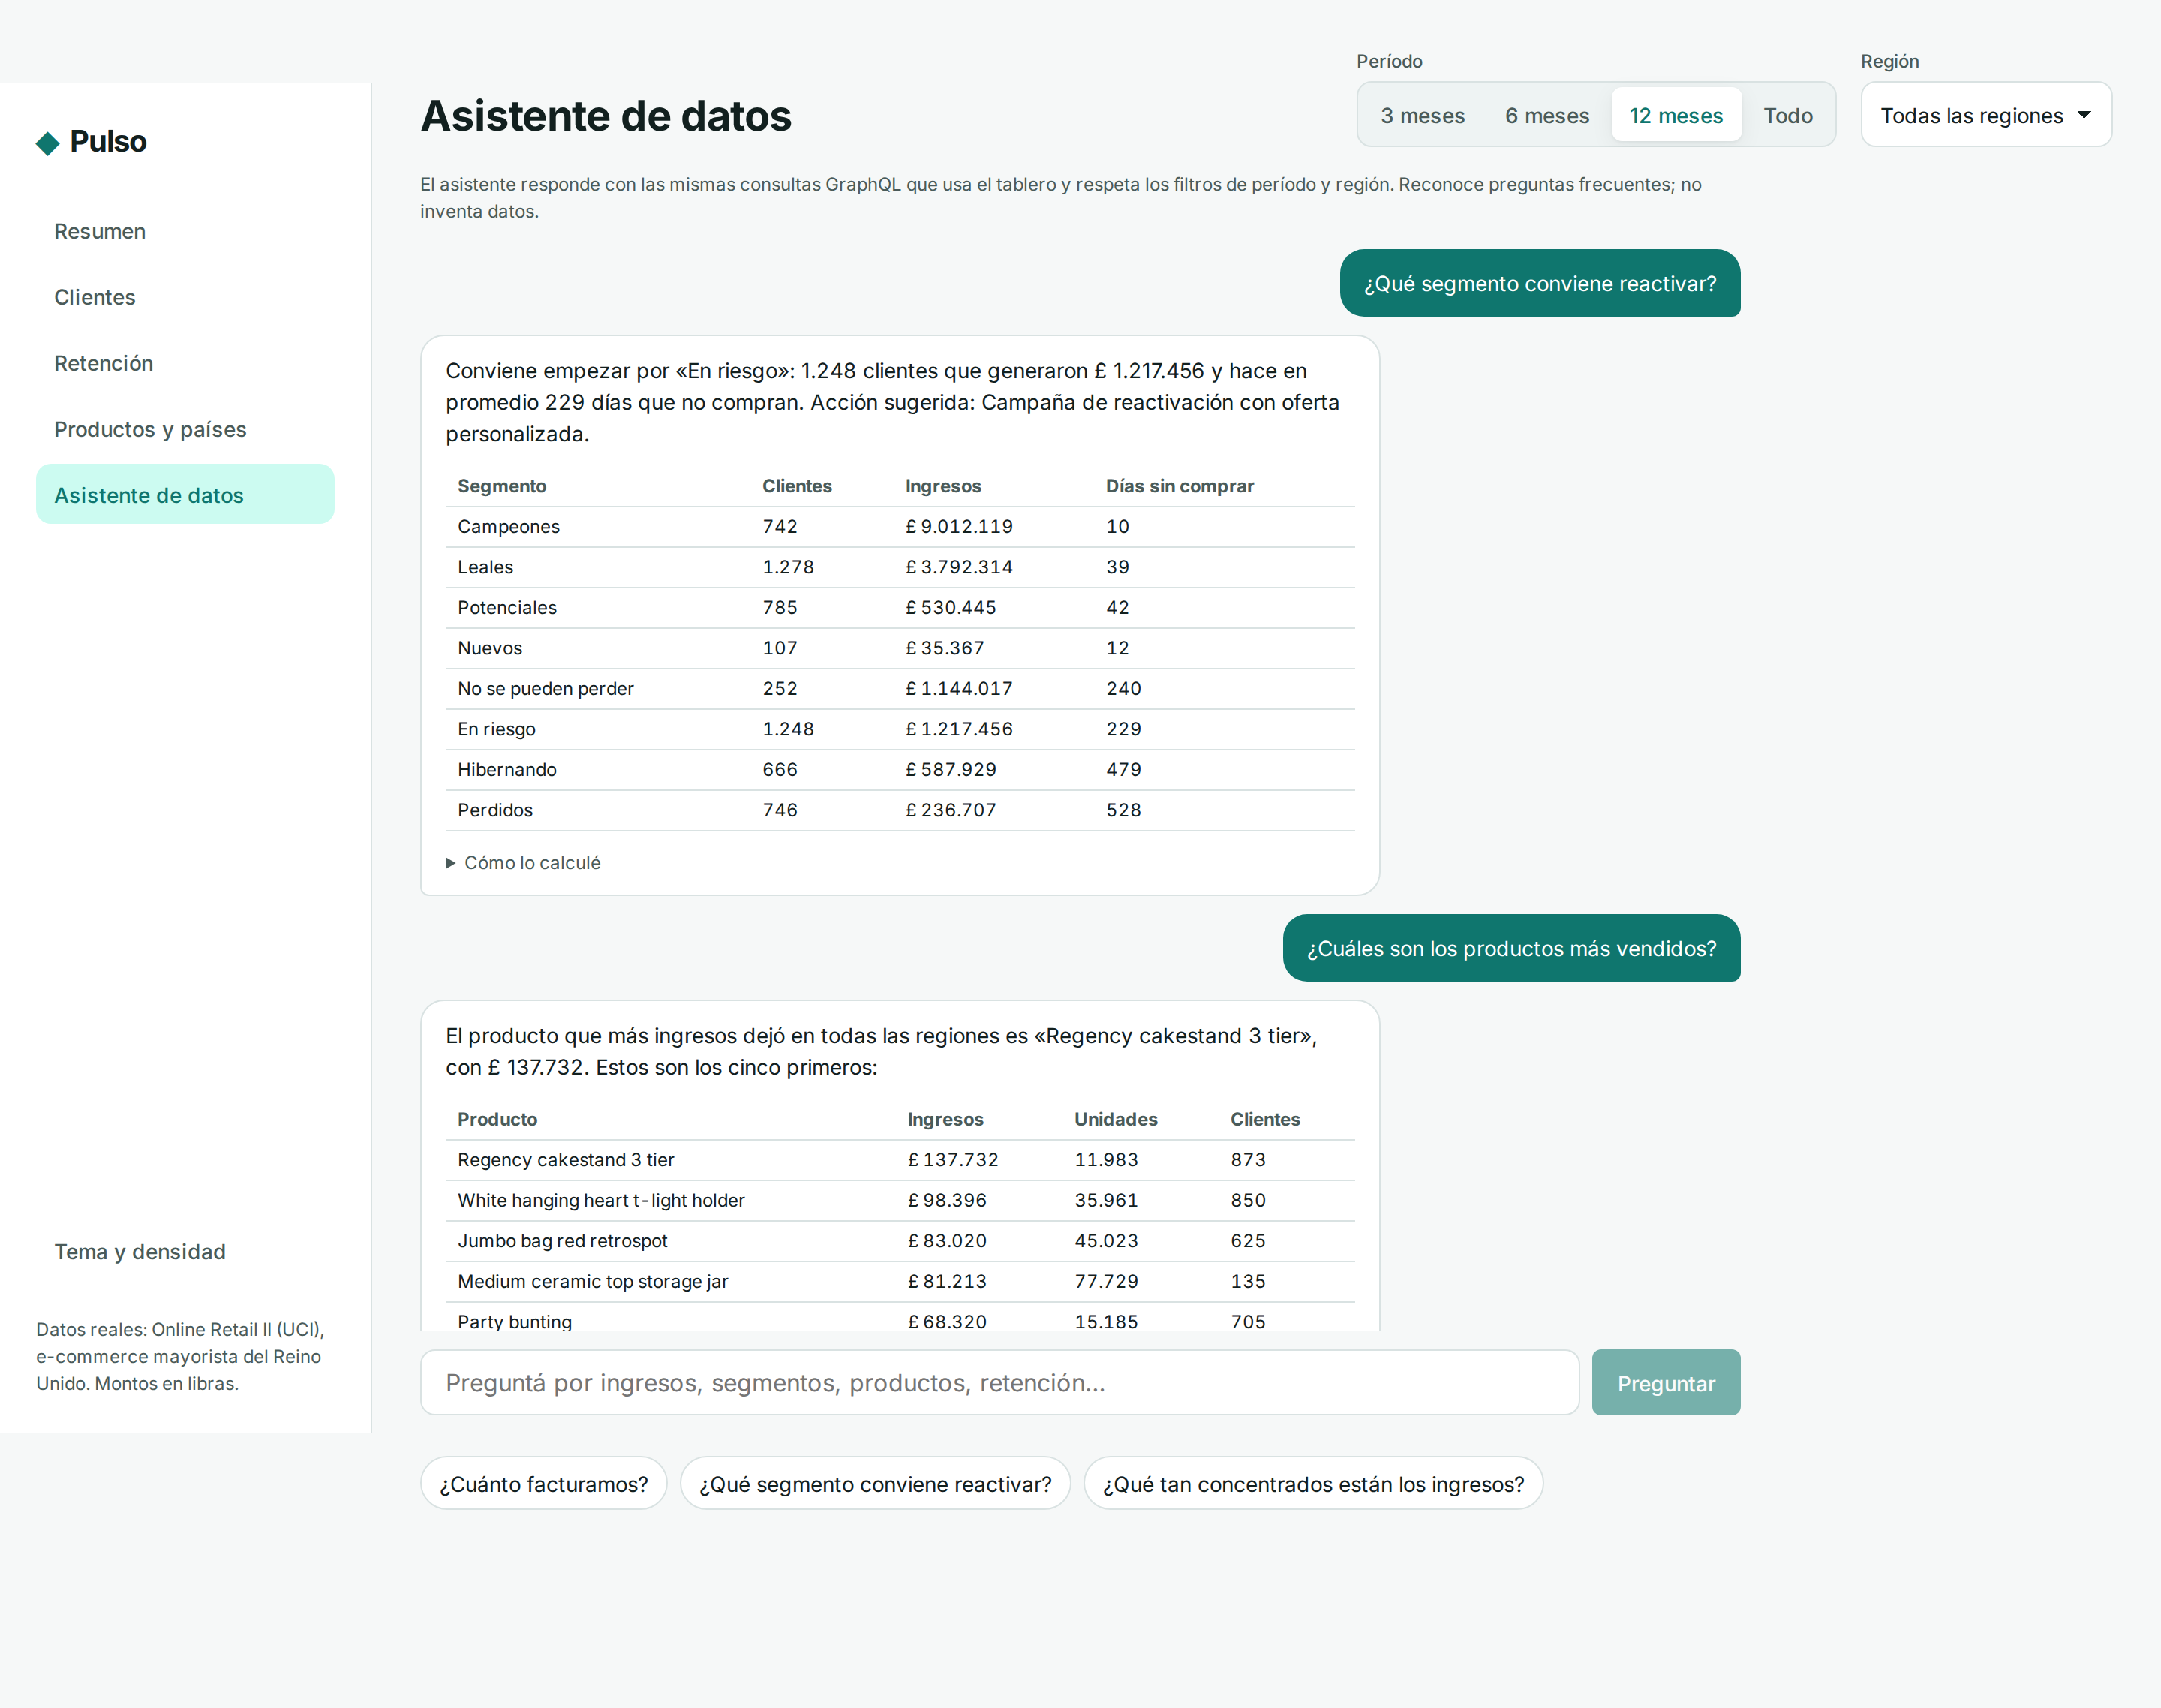 Período
Región
Pulso
Asistente de datos
3 meses 6 meses 12 meses Todo
Todas las regiones
Resumen
Clientes
Retención
Productos y países
Asistente de datos
Tema y densidad
Datos reales: Online Retail II (UCI),
e-commerce mayorista del Reino
Unido. Montos en libras.
El asistente responde con las mismas consultas GraphQL que usa el tablero y respeta los filtros de período y región. Reconoce preguntas frecuentes; no
inventa datos.
¿Qué segmento conviene reactivar?
Conviene empezar por «En riesgo»: 1.248 clientes que generaron £ 1.217.456 y hace en
promedio 229 días que no compran. Acción sugerida: Campaña de reactivación con oferta
personalizada.
Segmento Clientes Ingresos Días sin comprar
Campeones 742 £ 9.012.119 10
Leales 1.278 £ 3.792.314 39
Potenciales 785 £ 530.445 42
Nuevos 107 £ 35.367 12
No se pueden perder 252 £ 1.144.017 240
En riesgo 1.248 £ 1.217.456 229
Hibernando 666 £ 587.929 479
Perdidos 746 £ 236.707 528
Cómo lo calculé
¿Cuáles son los productos más vendidos?
El producto que más ingresos dejó en todas las regiones es «Regency cakestand 3 tier»,
con £ 137.732. Estos son los cinco primeros:
Producto Ingresos Unidades Clientes
Regency cakestand 3 tier £ 137.732 11.983 873
White hanging heart t-light holder £ 98.396 35.961 850
Jumbo bag red retrospot £ 83.020 45.023 625
Medium ceramic top storage jar £ 81.213 77.729 135
Party bunting £ 68.320 15.185 705
Preguntá por ingresos, segmentos, productos, retención...
Preguntar
¿Cuánto facturamos?
¿Qué segmento conviene reactivar?
¿Qué tan concentrados están los ingresos?